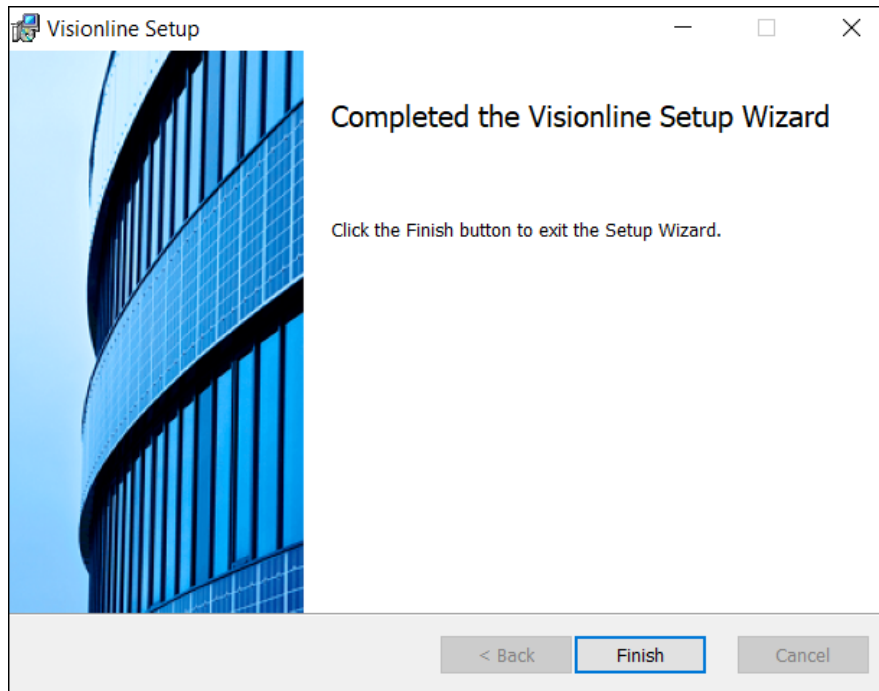 Visionline Setup
Completed the Visionline Setup Wizard
Click the Finish button to exit the Setup Wizard.
< Back
Finish
Cancel